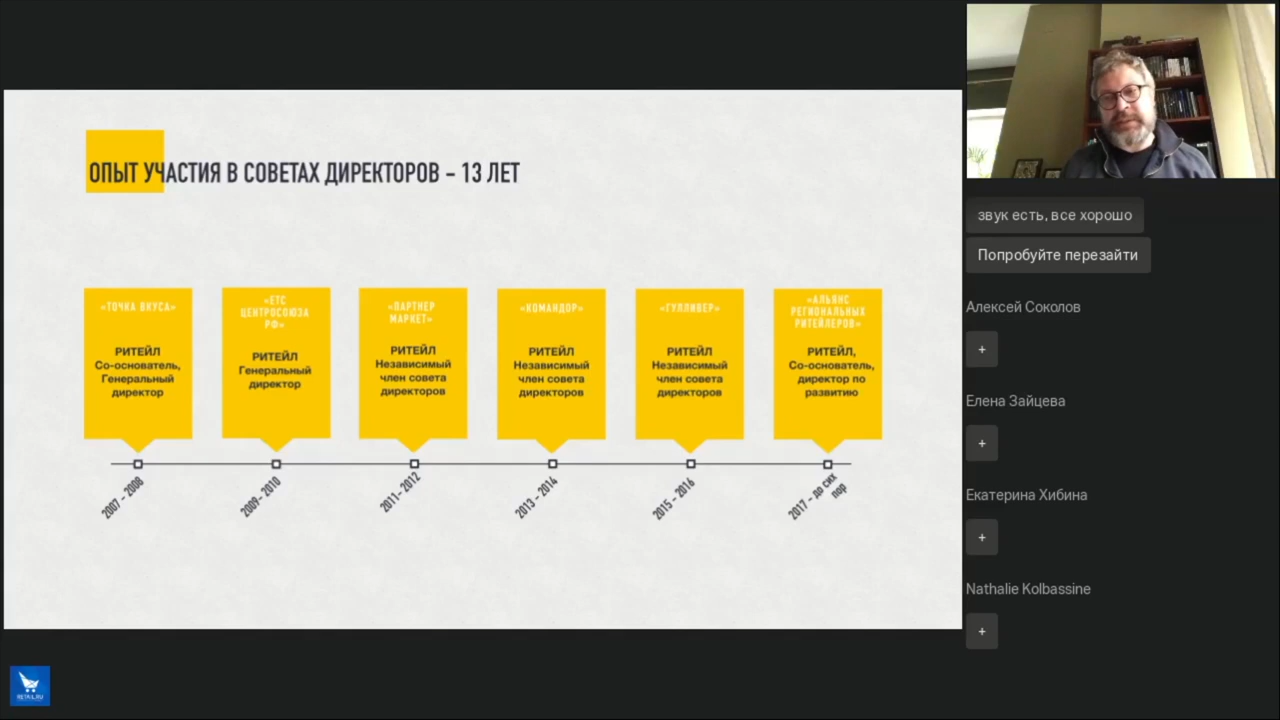 ОПЫТ УЧАСТИЯ В СОВЕТАХ ДИРЕКТОРОВ – 13 ЛЕТ
«ТОЧКА ВКУСА»
РИТЕЙЛ
Со-основатель,
Генеральный
директор
«ЕТС
ЦЕНТРОСОЮЗА
РФ»
РИТЕЙЛ
Генеральный
директор
«ПАРТНЕР
МАРКЕТ»
РИТЕЙЛ
Независимый
член совета
директоров
«КОМАНДОР»
РИТЕЙЛ
Независимый
член совета
директоров
«ГУЛЛИВЕР»
РИТЕЙЛ
Независимый
член совета
директоров
«АЛЬЯНС
РЕГИОНАЛЬНЫХ
РИТЕЙЛЕРОВ»
РИТЕЙЛ,
Со-основатель,
директор по
развитию
2007 – 2008
2009– 2010
2011– 2012
2013 – 2014
2015 – 2016
2017 – до сих
пор
звук есть, все хорошо
Попробуйте перезайти
Алексей Соколов
+
Елена Зайцева
+
Екатерина Хибина
+
Nathalie Kolbassine
+
RETAIL.RU